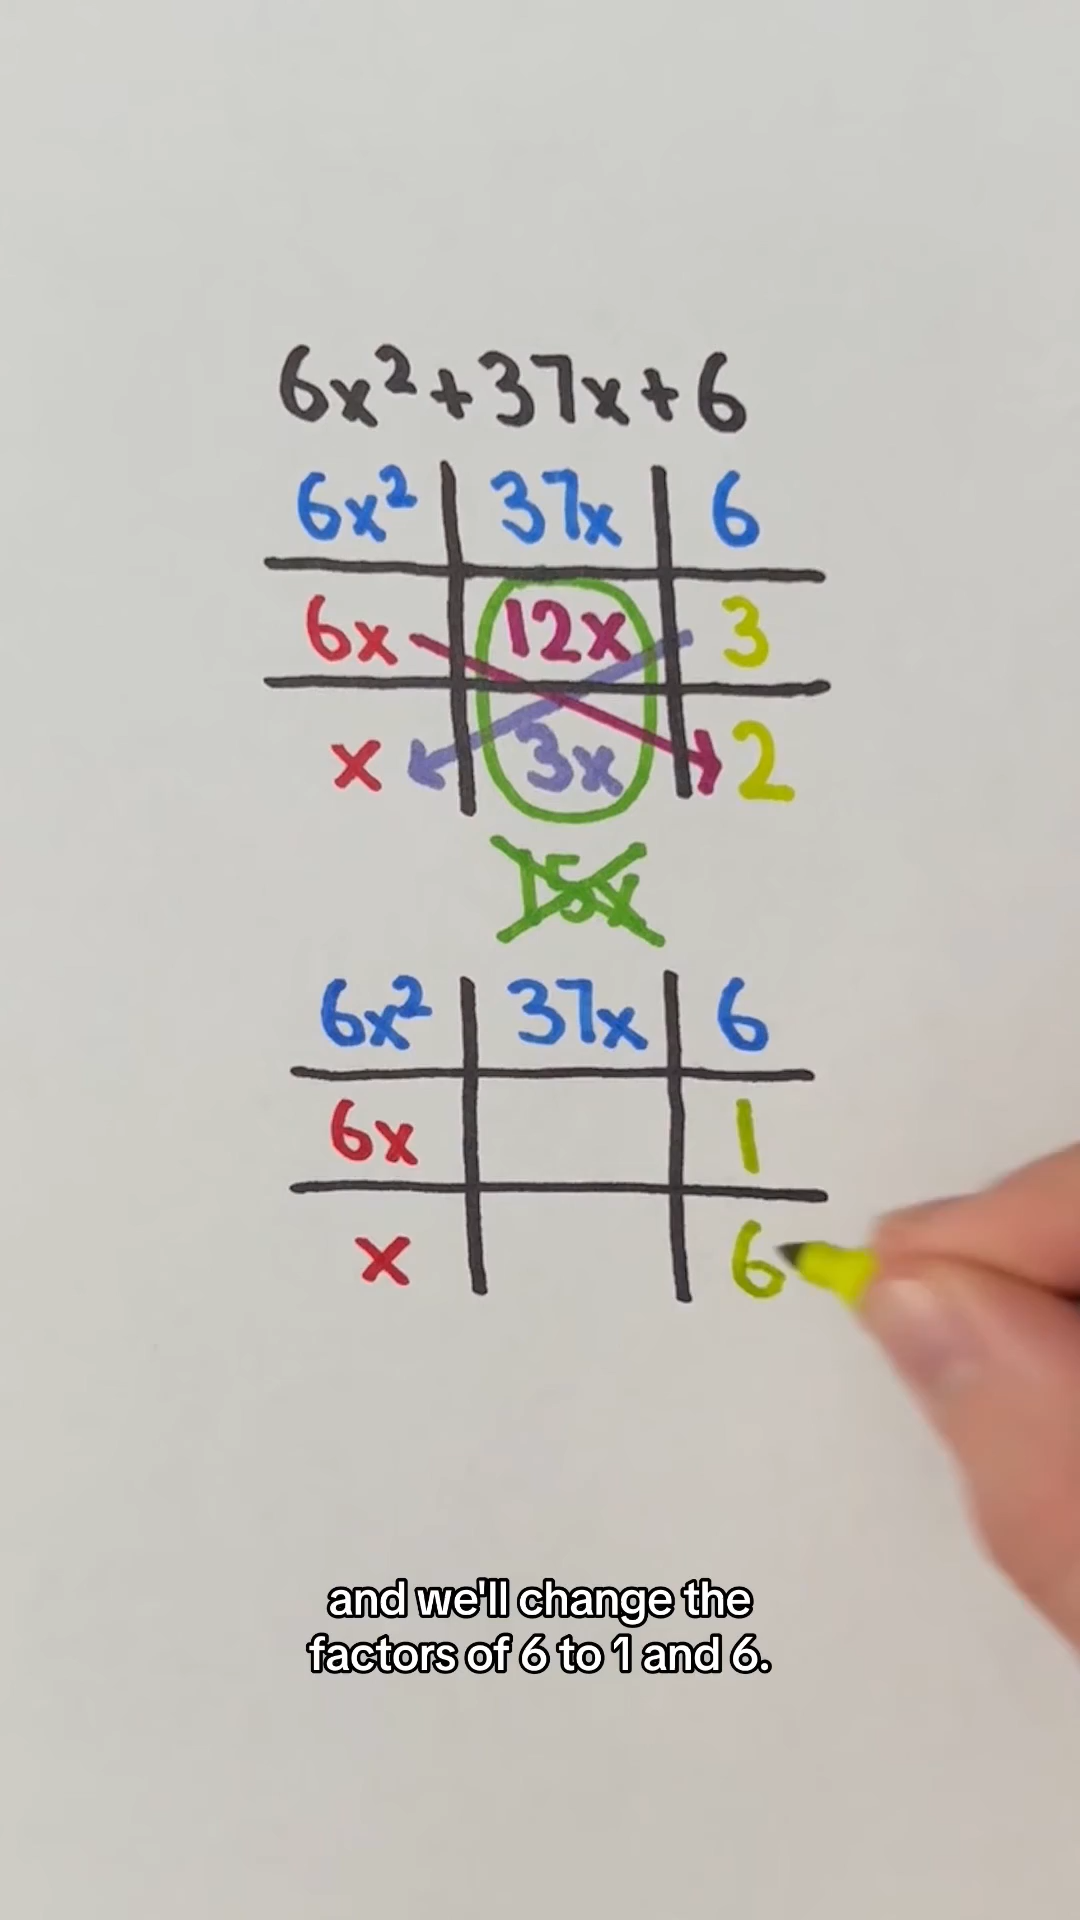 6x²+37x+6
6x² 37x 6
6x 12x 3
x 3x 2
15x
6x² 37x 6
6x 1
x 6
and we'll change the
factors of 6 to 1 and 6.